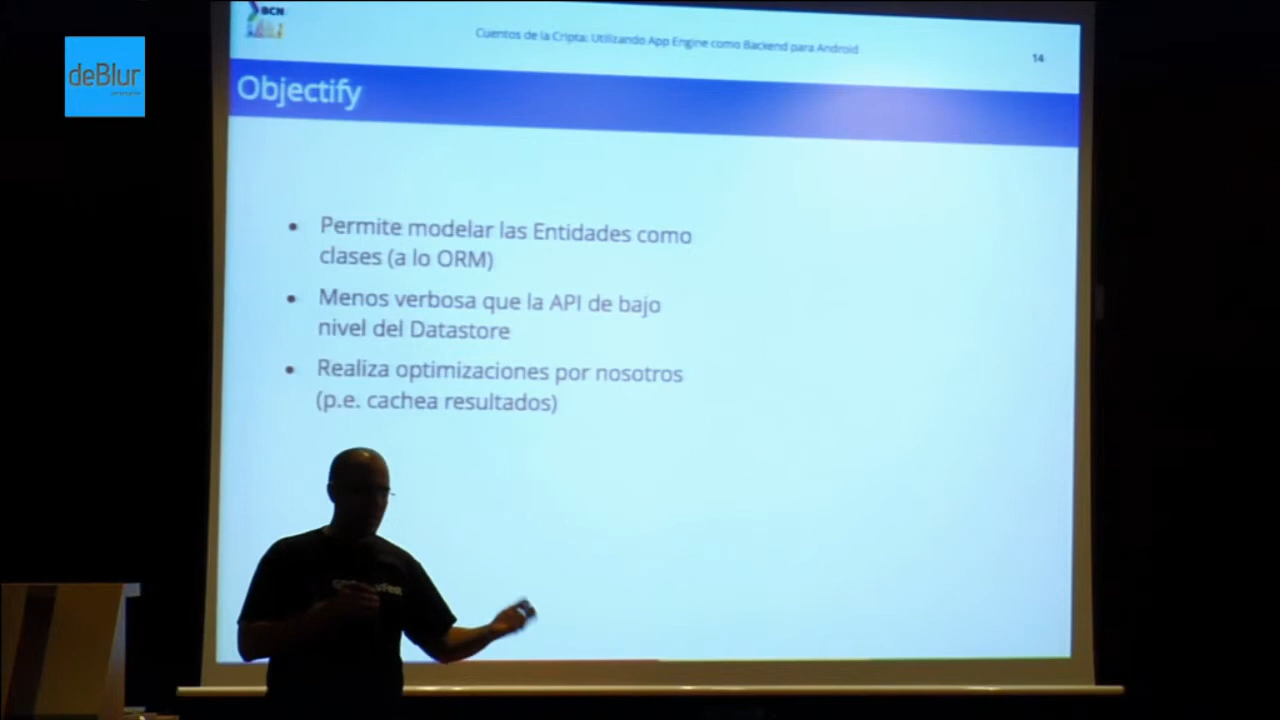 BCN
Cuentos de la Cripta: Utilizando App Engine como Backend para Android
14
deBlur
Objectify
• Permite modelar las Entidades como
clases (a lo ORM)
• Menos verbosa que la API de bajo
nivel del Datastore
• Realiza optimizaciones por nosotros
(p.e. cachea resultados)